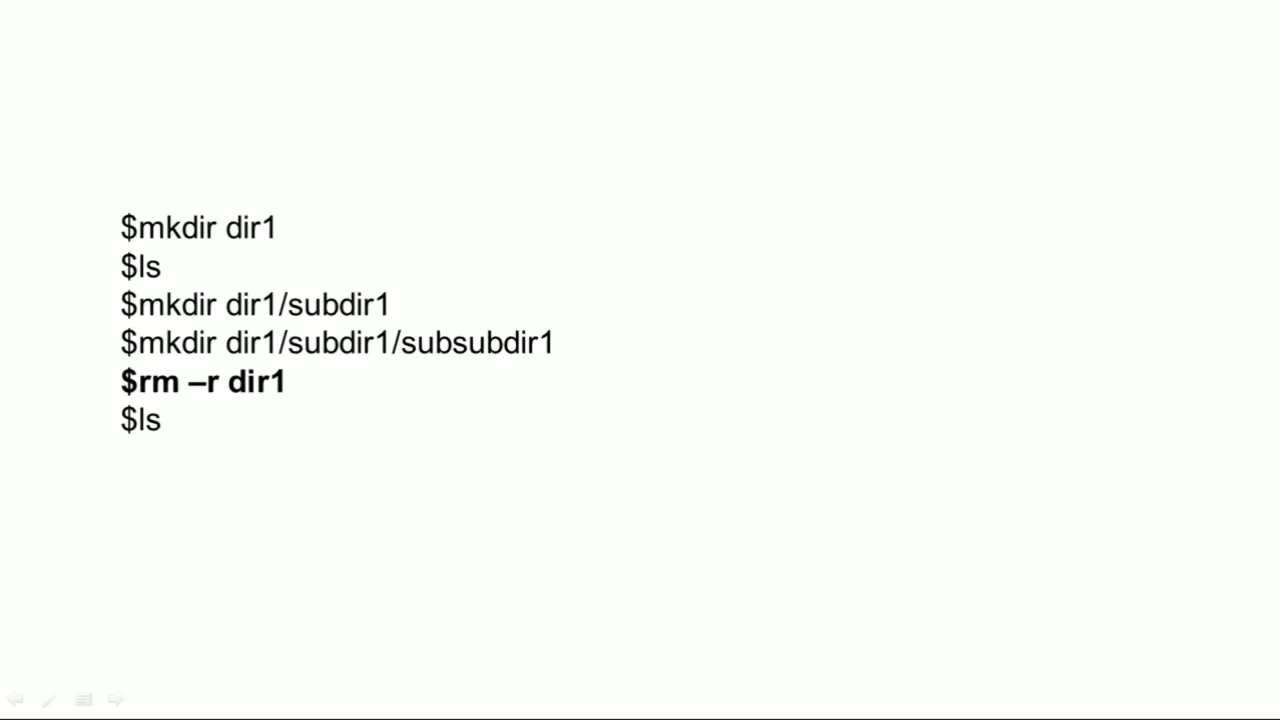 $mkdir dir1
$ls
$mkdir dir1/subdir1
$mkdir dir1/subdir1/subsubdir1
$rm –r dir1
$ls